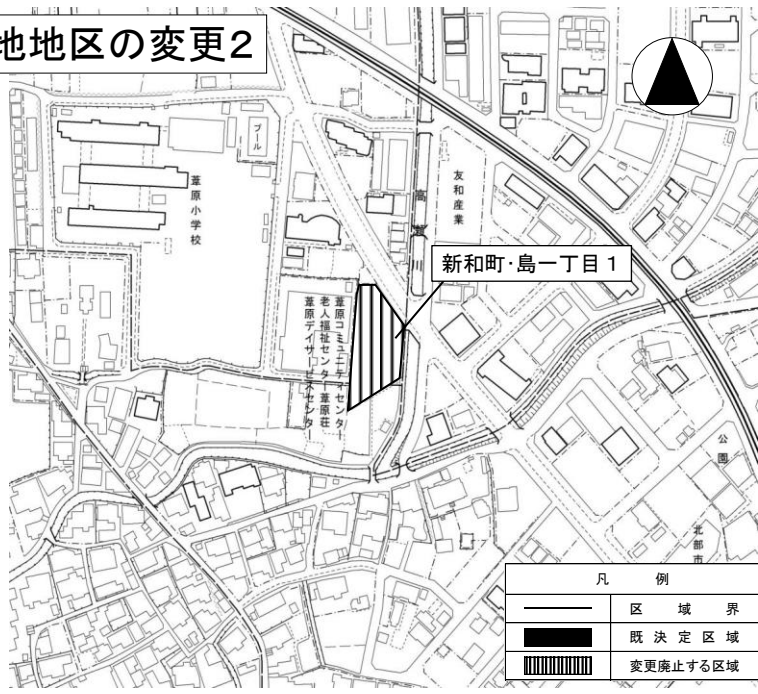 地地区の変更2
プール
葦原小学校
友和産業
新和町・島一丁目1
葦原コミュニティセンター
老人福祉センター葦原荘
葦原デイサービスセンター
公園
北部市
凡 例
区 域 界
既 決 定 区 域
変更廃止する区域